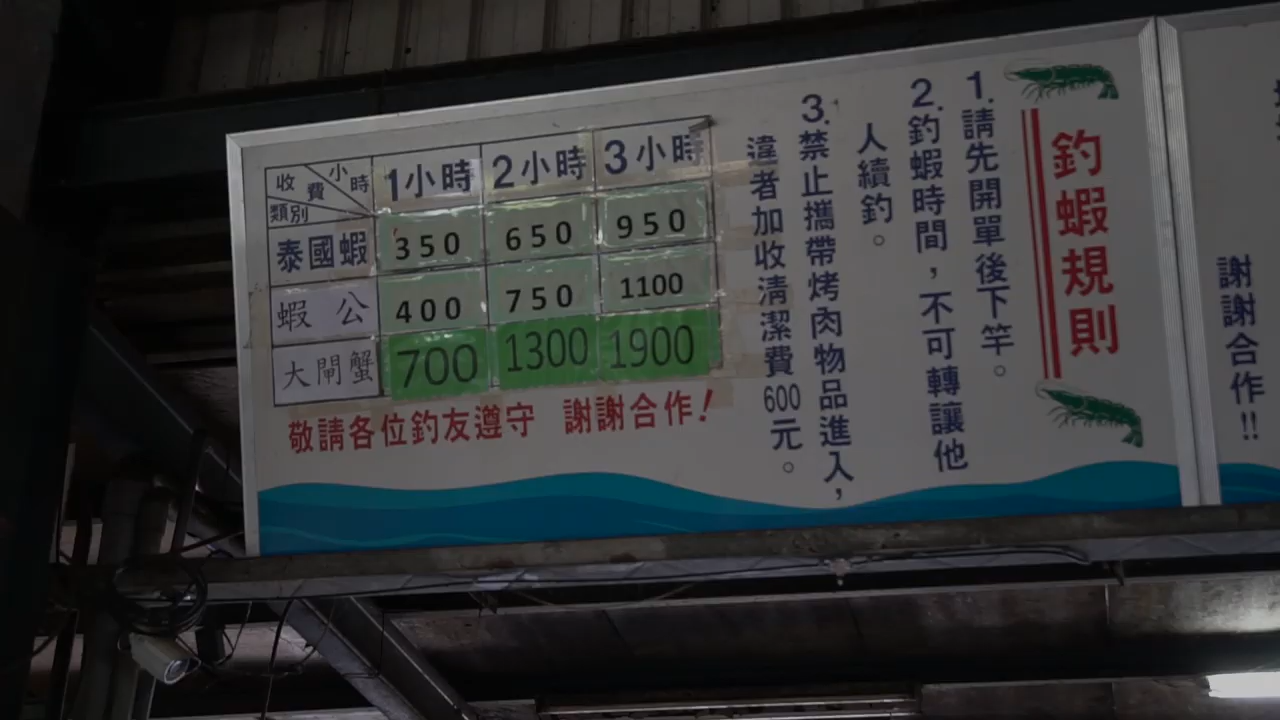 收費 小時 類別 1小時 2小時 3小時
泰國蝦 350 650 950
蝦公 400 750 1100
大閘蟹 700 1300 1900
敬請各位釣友遵守 謝謝合作!
釣蝦規則
1.請先開單後下竿。
2.釣蝦時間,不可轉讓他
人續釣。
3.禁止攜帶烤肉物品進入,
違者加收清潔費600元。
謝謝合作!!